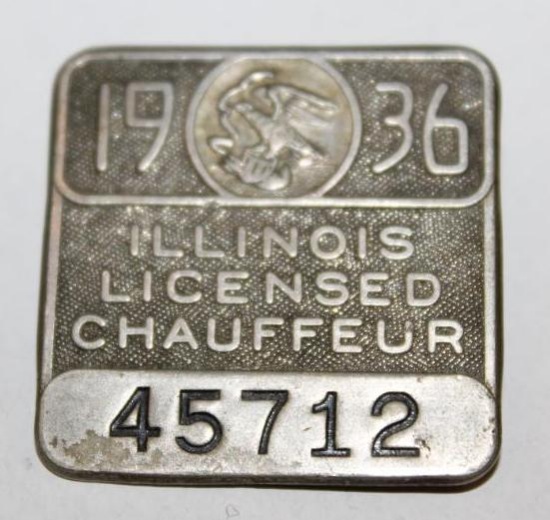 19 36
ILLINOIS
LICENSED
CHAUFFEUR
45712